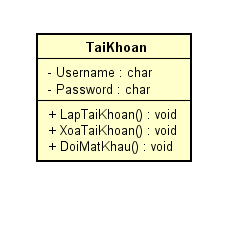 TaiKhoan
- Username : char
- Password : char
+ LapTaiKhoan() : void
+ XoaTaiKhoan() : void
+ DoiMatKhau() : void